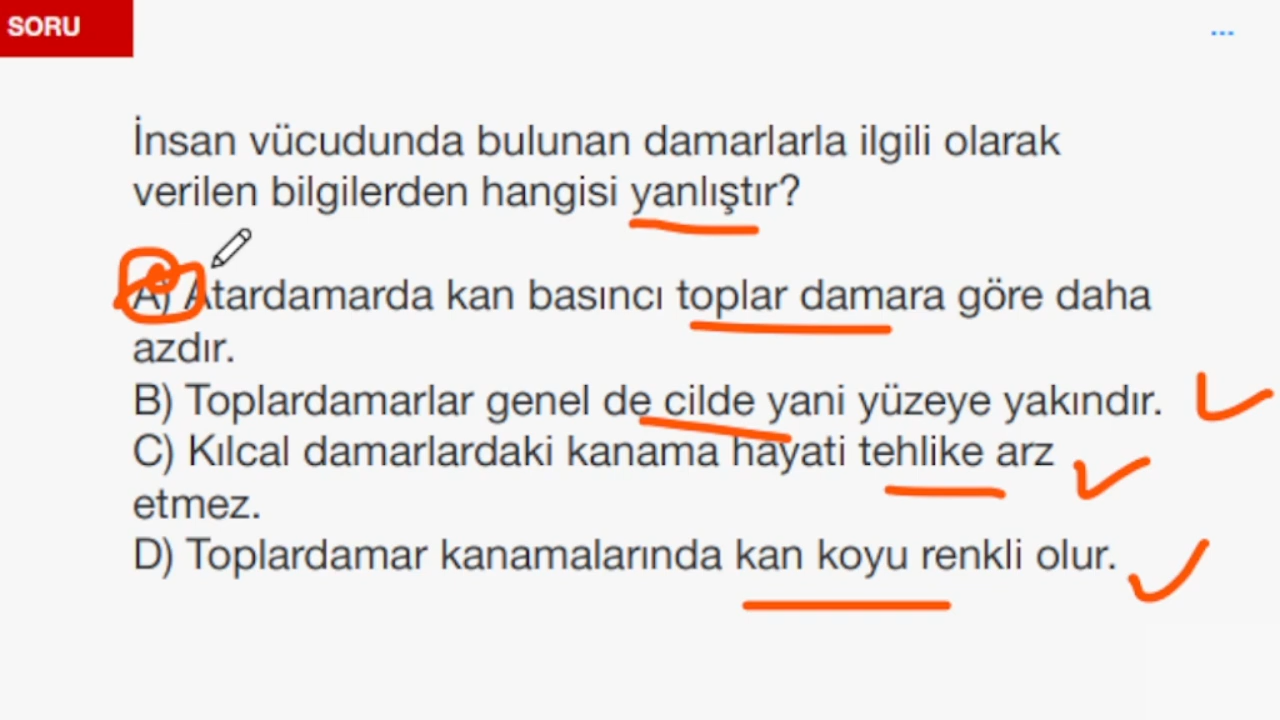 SORU
...
İnsan vücudunda bulunan damarlarla ilgili olarak
verilen bilgilerden hangisi yanlıştır?
A) Atardamarda kan basıncı toplar damara göre daha
azdır.
B) Toplardamarlar genel de cilde yani yüzeye yakındır.
C) Kılcal damarlardaki kanama hayati tehlike arz
etmez.
D) Toplardamar kanamalarında kan koyu renkli olur.